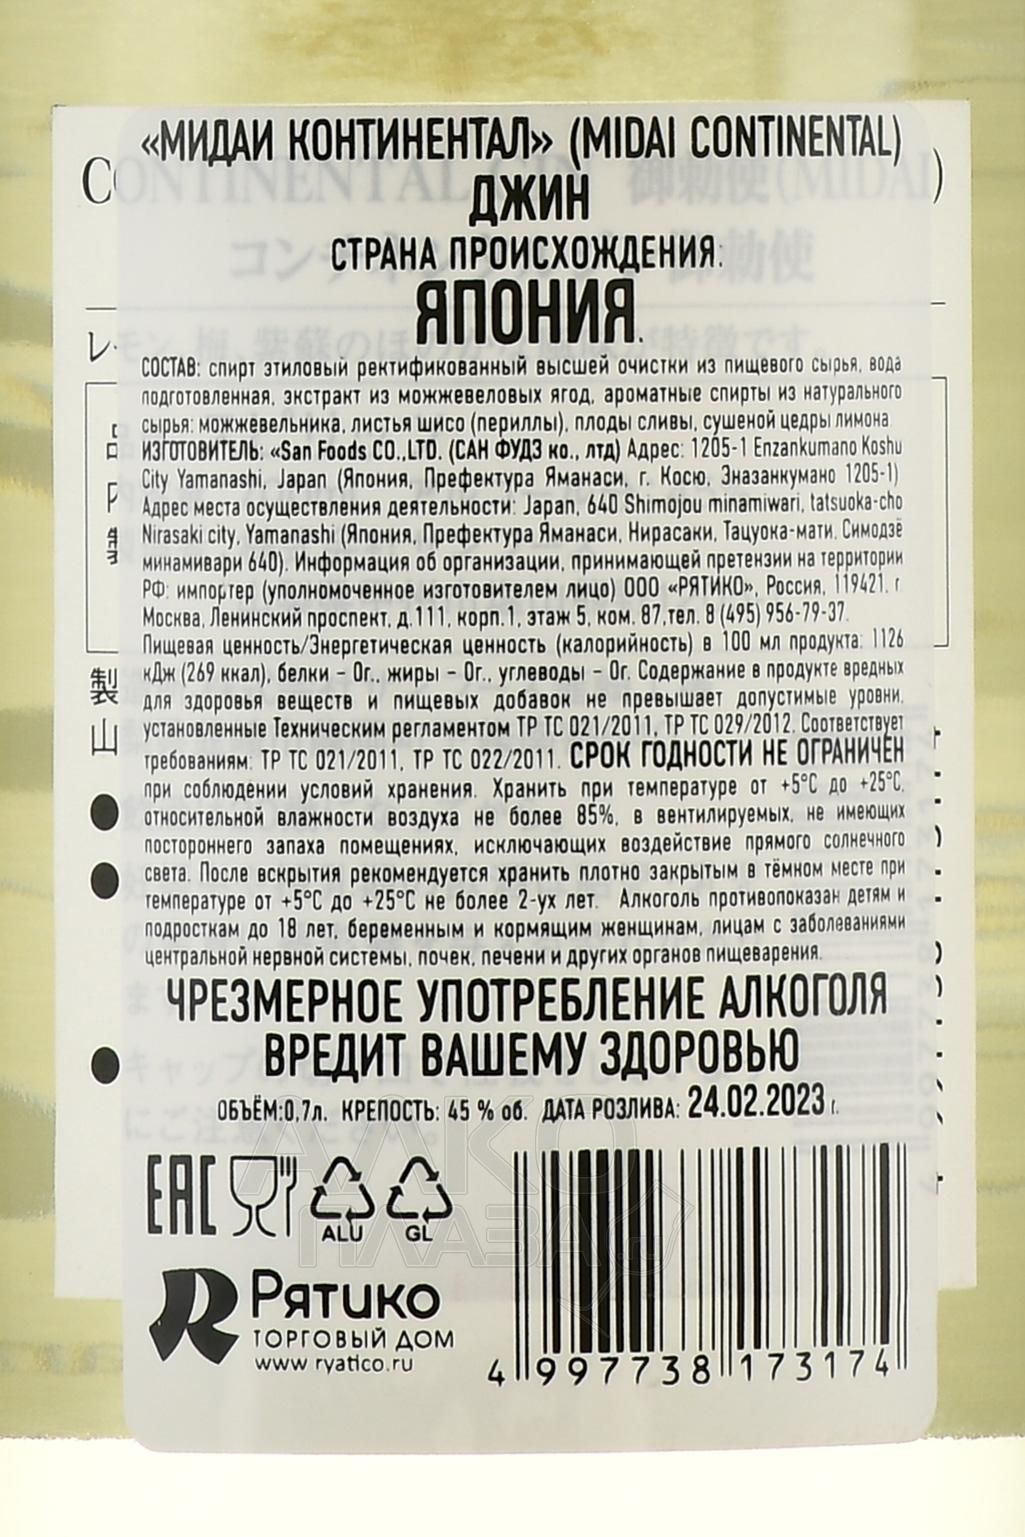 «МИДАИ КОНТИНЕНТАЛ» (MIDAI CONTINENTAL)
ДЖИН
СТРАНА ПРОИСХОЖДЕНИЯ:
ЯПОНИЯ.
СОСТАВ: спирт этиловый ректификованный высшей очистки из пищевого сырья, вода
подготовленная, экстракт из можжевеловых ягод, ароматные спирты из натурального
сырья: можжевельника, листья шисо (периллы), плоды сливы, сушеной цедры лимона.
ИЗГОТОВИТЕЛЬ: «San Foods CO.,LTD. (САН ФУДЗ ко., лтд) Адрес: 1205-1 Enzankumano Koshu
City Yamanashi, Japan (Япония, Префектура Яманаси, г. Косю, Эназанкумано 1205-1)
Адрес места осуществления деятельности: Japan, 640 Shimojou minamiwari, tatsuoka-cho
Nirasaki city, Yamanashi (Япония, Префектура Яманаси, Нирасаки, Тацуока-мати, Симодзё
минамивари 640). Информация об организации, принимающей претензии на территории
РФ: импортер (уполномоченное изготовителем лицо) ООО «РЯТИКО», Россия, 119421, г
Москва, Ленинский проспект, д.111, корп.1, этаж 5, ком. 87,тел. 8 (495) 956-79-37.
Пищевая ценность/Энергетическая ценность (калорийность) в 100 мл продукта: 1126
кДж (269 ккал), белки – 0г., жиры – 0г., углеводы – 0г. Содержание в продукте вредных
для здоровья веществ и пищевых добавок не превышает допустимые уровни,
установленные Техническим регламентом ТР ТС 021/2011, ТР ТС 029/2012. Соответствует
требованиям: ТР ТС 021/2011, ТР ТС 022/2011. СРОК ГОДНОСТИ НЕ ОГРАНИЧЕН
при соблюдении условий хранения. Хранить при температуре от +5°С до +25°С,
относительной влажности воздуха не более 85%, в вентилируемых, не имеющих
постороннего запаха помещениях, исключающих воздействие прямого солнечного
света. После вскрытия рекомендуется хранить плотно закрытым в тёмном месте при
температуре от +5°С до +25°С не более 2-ух лет. Алкоголь противопоказан детям и
подросткам до 18 лет, беременным и кормящим женщинам, лицам с заболеваниями
центральной нервной системы, почек, печени и других органов пищеварения.
ЧРЕЗМЕРНОЕ УПОТРЕБЛЕНИЕ АЛКОГОЛЯ
ВРЕДИТ ВАШЕМУ ЗДОРОВЬЮ
ОБЪЁМ:0,7л. КРЕПОСТЬ: 45 % об. ДАТА РОЗЛИВА: 24.02.2023 г.
EAC
ALU GL
РЯТИКО
ТОРГОВЫЙ ДОМ
www ryatico.ru
4 997738 173174
АЛКО
ПЛАЗА